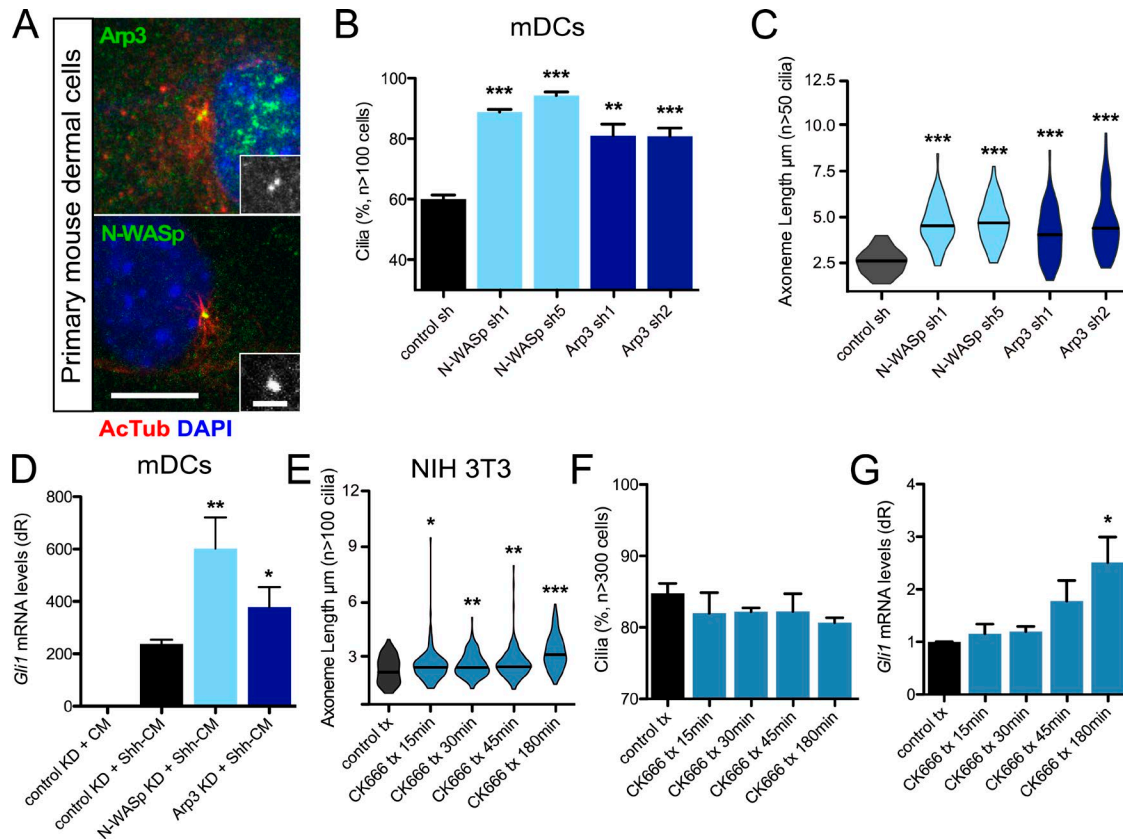 A
Primary mouse dermal cells
Arp3
N-WASp
AcTub DAPI
B
mDCs
Cilia (%, n>100 cells)
100
80
60
40
***
***
**
***
control sh
N-WASp sh1
N-WASp sh5
Arp3 sh1
Arp3 sh2
C
Axoneme Length µm (n>50 cilia)
12.5
10.0
7.5
5.0
2.5
***
***
***
***
control sh
N-WASp sh1
N-WASp sh5
Arp3 sh1
Arp3 sh2
D
mDCs
Gli1 mRNA levels (dR)
800
600
400
200
0
**
*
control KD + CM
control KD + Shh-CM
N-WASp KD + Shh-CM
Arp3 KD + Shh-CM
E
NIH 3T3
Axoneme Length µm (n>100 cilia)
12
9
6
3
*
**
**
***
control tx
CK666 tx 15min
CK666 tx 30min
CK666 tx 45min
CK666 tx 180min
F
Cilia (%, n>300 cells)
100
90
80
70
control tx
CK666 tx 15min
CK666 tx 30min
CK666 tx 45min
CK666 tx 180min
G
Gli1 mRNA levels (dR)
4
3
2
1
0
*
control tx
CK666 tx 15min
CK666 tx 30min
CK666 tx 45min
CK666 tx 180min